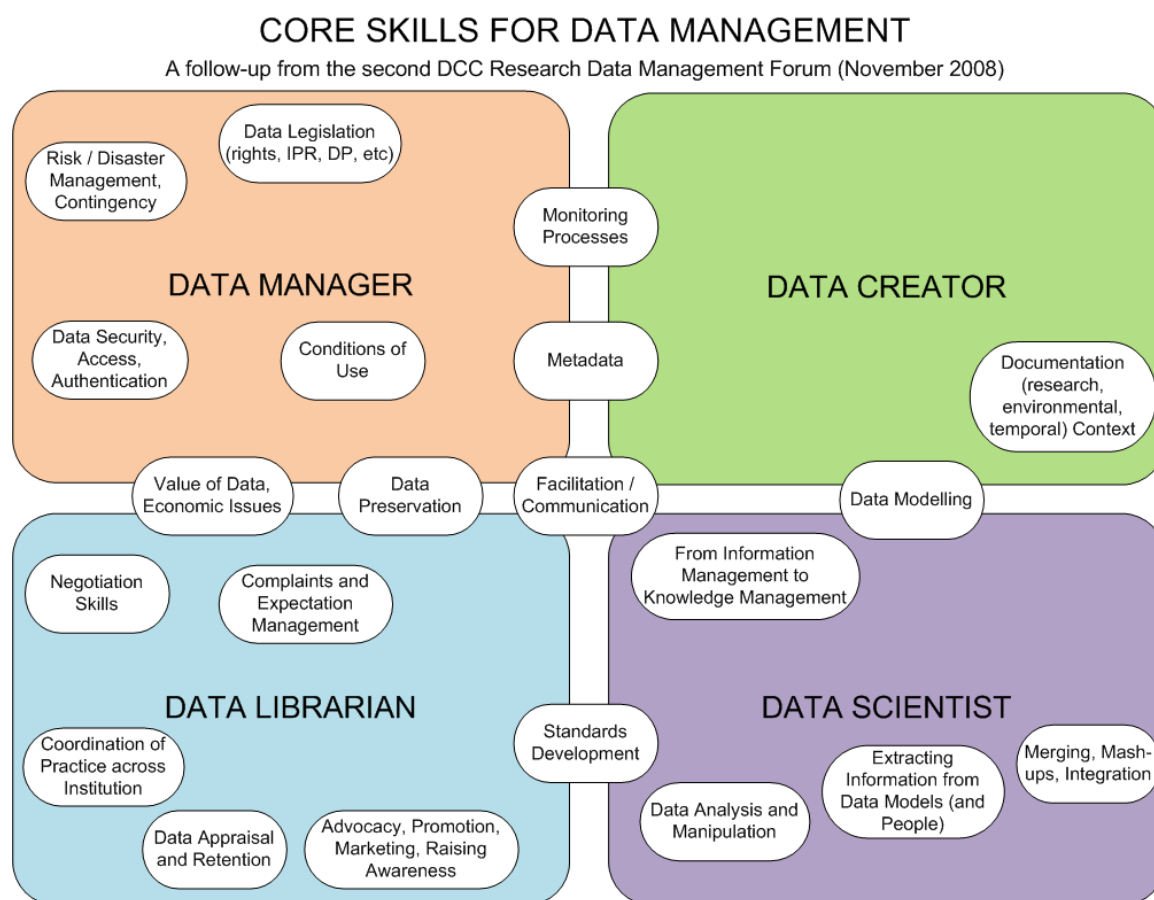 CORE SKILLS FOR DATA MANAGEMENT
A follow-up from the second DCC Research Data Management Forum (November 2008)
Data Legislation
(rights, IPR, DP, etc)
Risk / Disaster
Management,
Contingency
Monitoring
Processes
DATA MANAGER
DATA CREATOR
Data Security,
Access,
Authentication
Conditions of
Use
Metadata
Documentation
(research,
environmental,
temporal) Context
Value of Data,
Economic Issues
Data
Preservation
Facilitation /
Communication
Data Modelling
Negotiation
Skills
Complaints and
Expectation
Management
From Information
Management to
Knowledge Management
DATA LIBRARIAN
DATA SCIENTIST
Standards
Development
Coordination of
Practice across
Institution
Data Appraisal
and Retention
Advocacy, Promotion,
Marketing, Raising
Awareness
Data Analysis and
Manipulation
Extracting
Information from
Data Models (and
People)
Merging, Mash-
ups, Integration